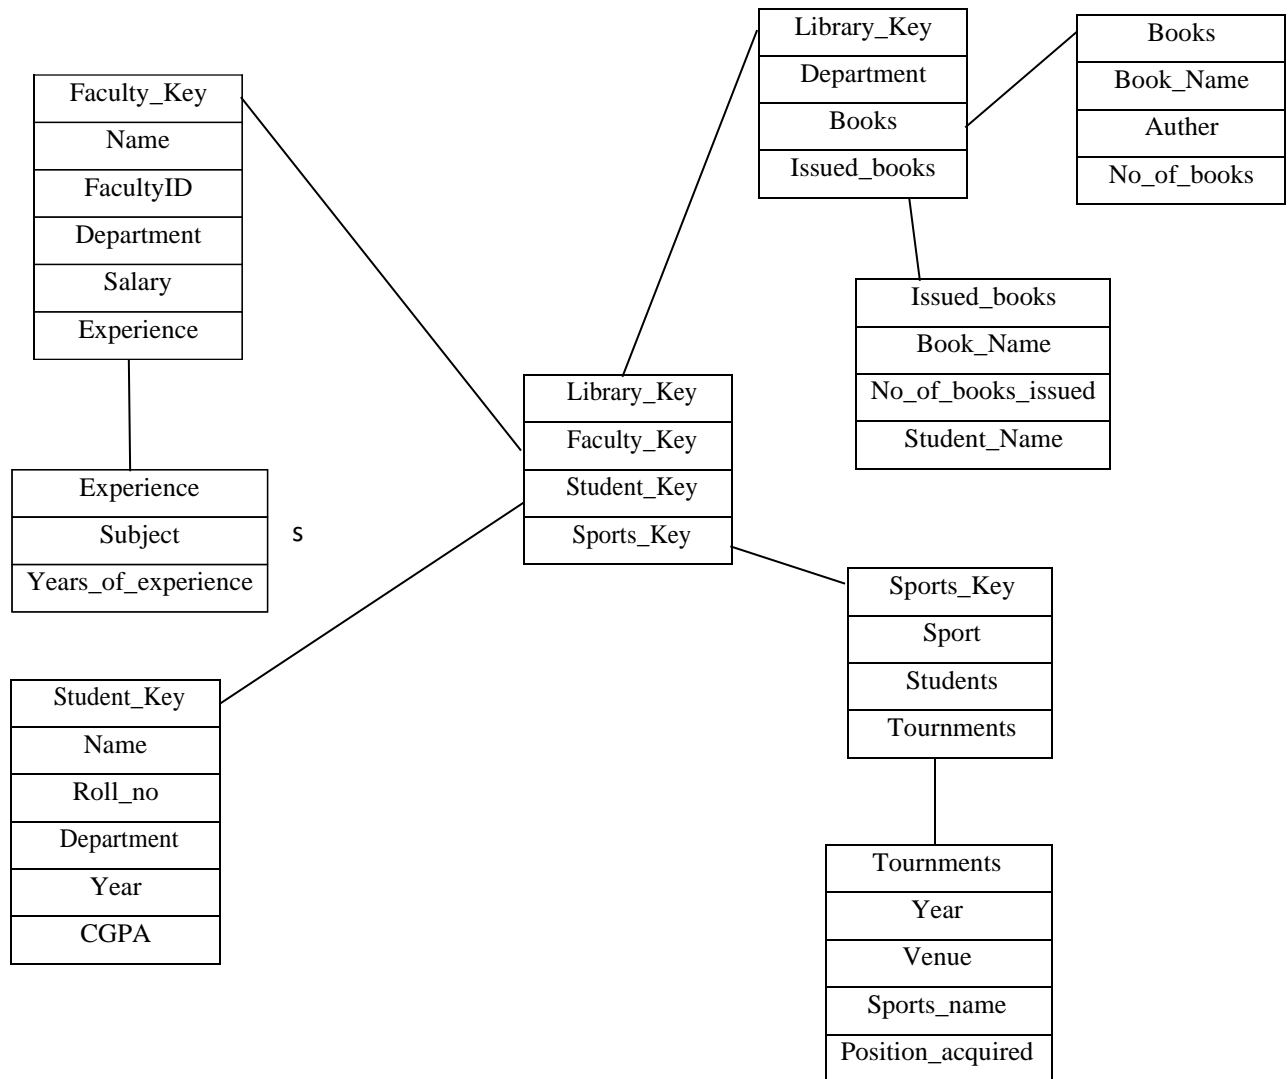 Faculty_Key
Name
FacultyID
Department
Salary
Experience
Experience
Subject
Years_of_experience
s
Student_Key
Name
Roll_no
Department
Year
CGPA
Library_Key
Faculty_Key
Student_Key
Sports_Key
Library_Key
Department
Books
Issued_books
Books
Book_Name
Auther
No_of_books
Issued_books
Book_Name
No_of_books_issued
Student_Name
Sports_Key
Sport
Students
Tournments
Tournments
Year
Venue
Sports_name
Position_acquired